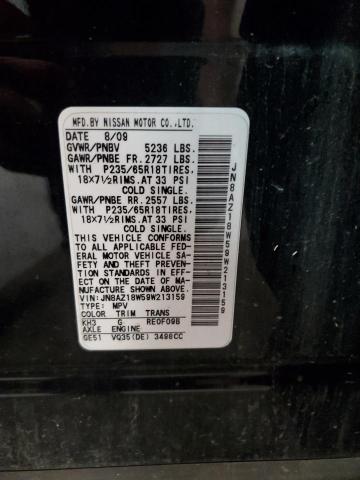 MFD.BY NISSAN MOTOR CO.,LTD.
DATE 8/09
GVWR/PNBV 5236 LBS.
GAWR/PNBE FR.2727 LBS.
WITH P235/65R18TIRES,
18×7½RIMS.AT 33 PSI
COLD SINGLE.
GAWR/PNBE RR.2557 LBS.
WITH P235/65R18TIRES,
18×7½RIMS.AT 33 PSI
COLD SINGLE.
THIS VEHICLE CONFORMS
TO ALL APPLICABLE FED-
ERAL MOTOR VEHICLE SA-
FETY AND THEFT PREVEN-
TION STANDARDS IN EFF-
ECT ON THE DATE OF MA-
NUFACTURE SHOWN ABOVE.
VIN:JN8AZ18W59W213159
TYPE: MPV
COLOR TRIM TRANS
KH3 G RE0F09B
AXLE ENGINE
GE51 VQ35(DE) 3498CC
JN8AZ18W59W213159